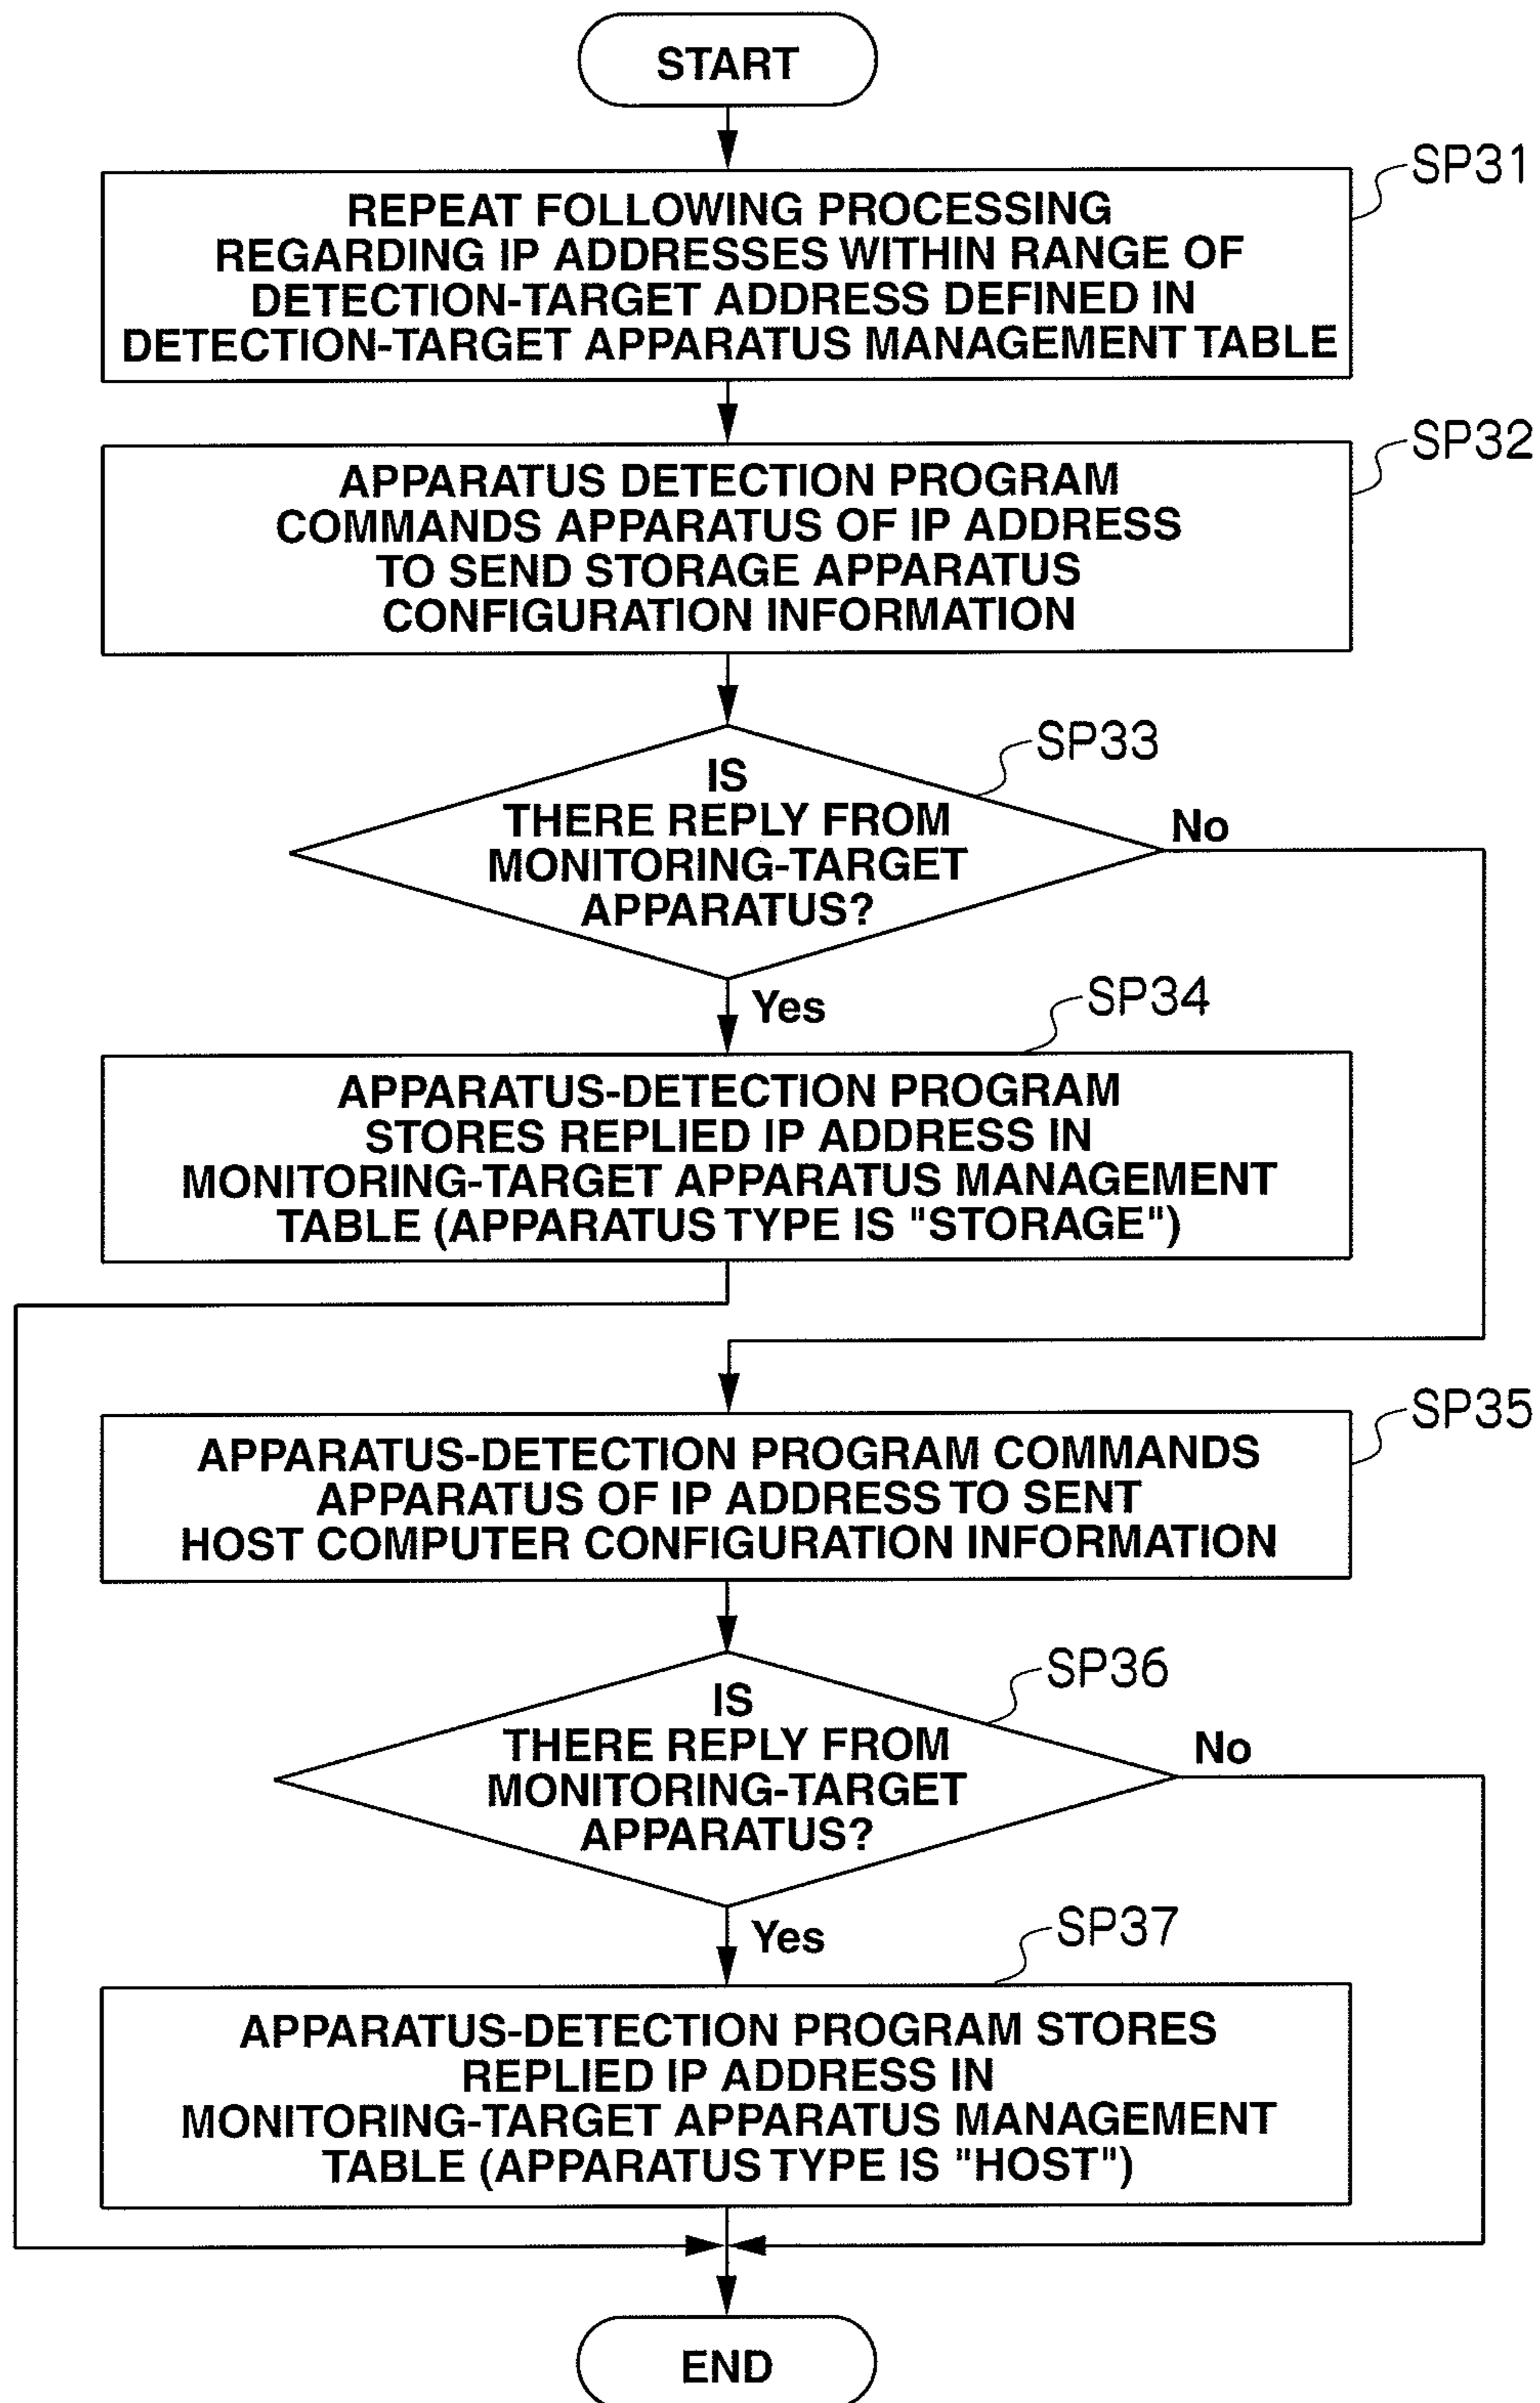 START
SP31
REPEAT FOLLOWING PROCESSING
REGARDING IP ADDRESSES WITHIN RANGE OF
DETECTION-TARGET ADDRESS DEFINED IN
DETECTION-TARGET APPARATUS MANAGEMENT TABLE
SP32
APPARATUS DETECTION PROGRAM
COMMANDS APPARATUS OF IP ADDRESS
TO SEND STORAGE APPARATUS
CONFIGURATION INFORMATION
SP33
IS
THERE REPLY FROM
MONITORING-TARGET
APPARATUS?
No
Yes
SP34
APPARATUS-DETECTION PROGRAM
STORES REPLIED IP ADDRESS IN
MONITORING-TARGET APPARATUS MANAGEMENT
TABLE (APPARATUS TYPE IS "STORAGE")
SP35
APPARATUS-DETECTION PROGRAM COMMANDS
APPARATUS OF IP ADDRESS TO SENT
HOST COMPUTER CONFIGURATION INFORMATION
SP36
IS
THERE REPLY FROM
MONITORING-TARGET
APPARATUS?
No
Yes
SP37
APPARATUS-DETECTION PROGRAM STORES
REPLIED IP ADDRESS IN
MONITORING-TARGET APPARATUS MANAGEMENT
TABLE (APPARATUS TYPE IS "HOST")
END